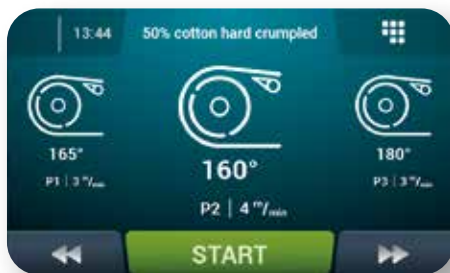 13:44
50% cotton hard crumpled
165°
P1 | 3 m/min
160°
P2 | 4 m/min
180°
P3 | 3 m/min
START